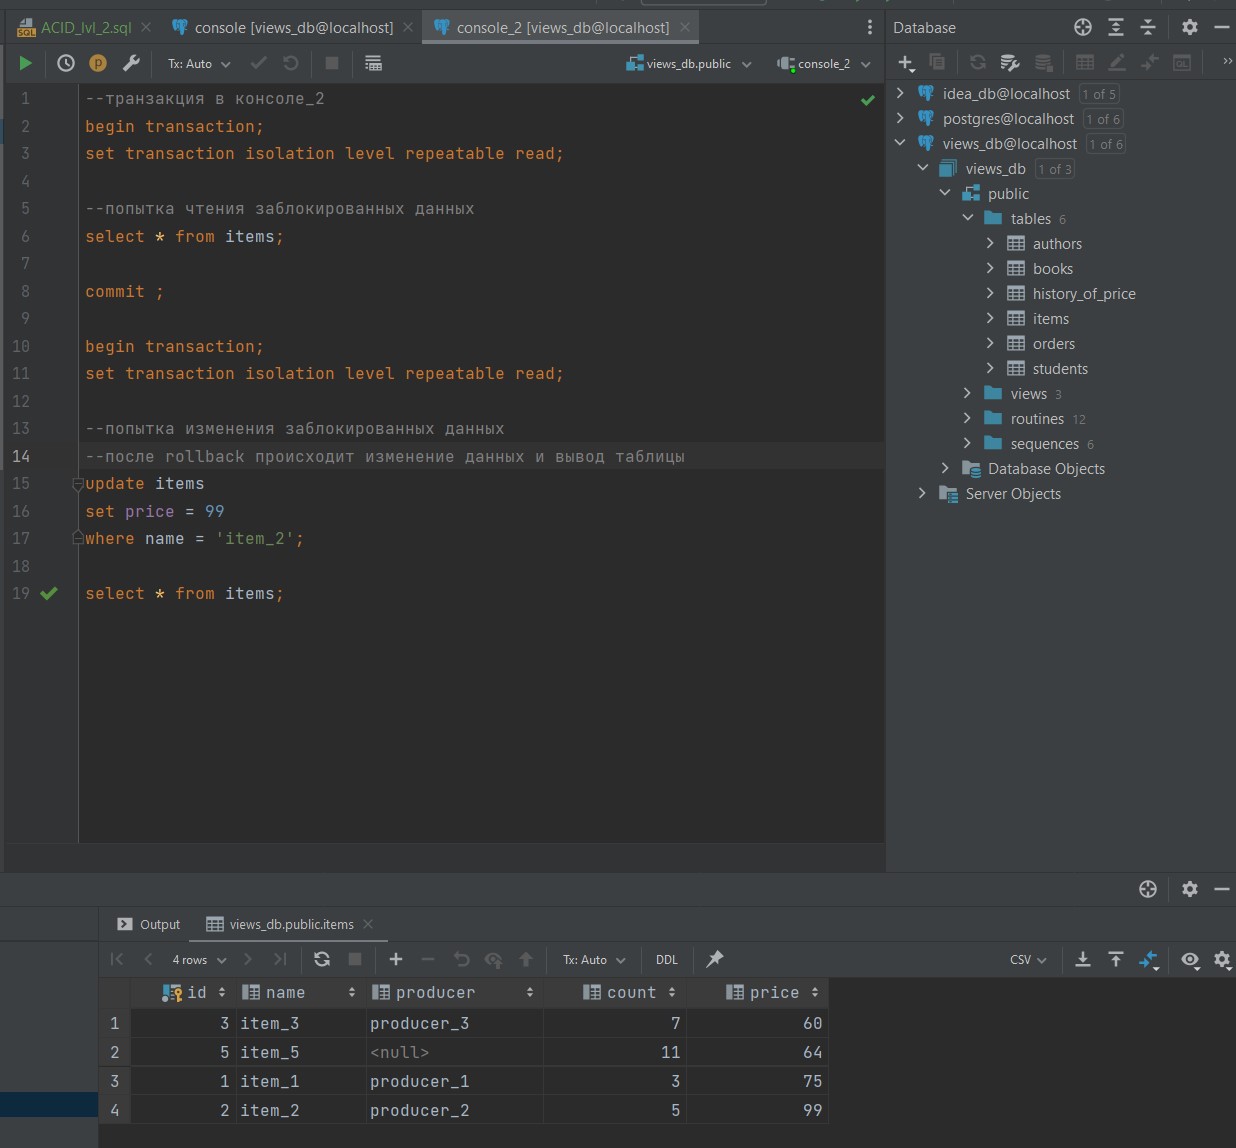 ACID_lvl_2.sql
console [views_db@localhost]
console_2 [views_db@localhost]
Tx: Auto
views_db.public
console_2
1 --транзакция в консоле_2
2 begin transaction;
3 set transaction isolation level repeatable read;
4
5 --попытка чтения заблокированных данных
6 select * from items;
7
8 commit ;
9
10 begin transaction;
11 set transaction isolation level repeatable read;
12
13 --попытка изменения заблокированных данных
14 --после rollback происходит изменение данных и вывод таблицы
15 update items
16 set price = 99
17 where name = 'item_2';
18
19 select * from items;
Database
idea_db@localhost 1 of 5
postgres@localhost 1 of 6
views_db@localhost 1 of 6
views_db 1 of 3
public
tables 6
authors
books
history_of_price
items
orders
students
views 3
routines 12
sequences 6
Database Objects
Server Objects
Output
views_db.public.items
4 rows
Tx: Auto
DDL
CSV
id name producer count price
1 3 item_3 producer_3 7 60
2 5 item_5 <null> 11 64
3 1 item_1 producer_1 3 75
4 2 item_2 producer_2 5 99